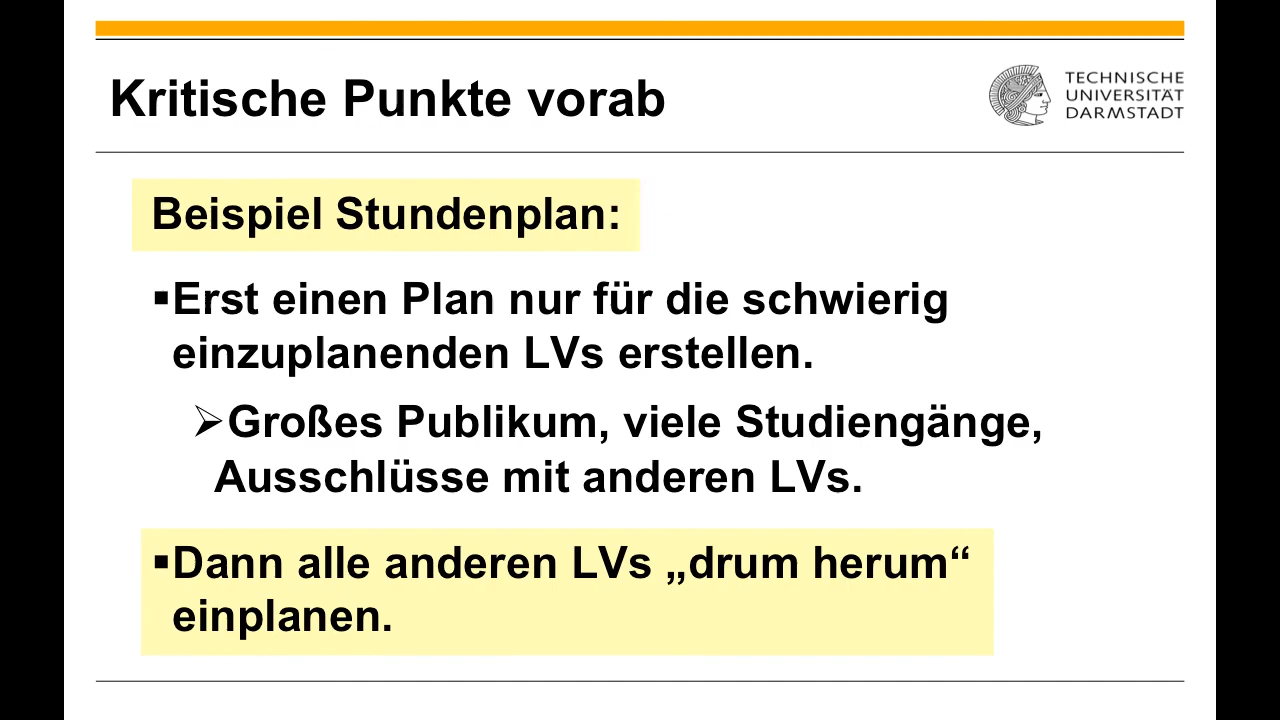 Kritische Punkte vorab
TECHNISCHE
UNIVERSITÄT
DARMSTADT
Beispiel Stundenplan:
▪Erst einen Plan nur für die schwierig
einzuplanenden LVs erstellen.
➢Großes Publikum, viele Studiengänge,
Ausschlüsse mit anderen LVs.
▪Dann alle anderen LVs „drum herum“
einplanen.